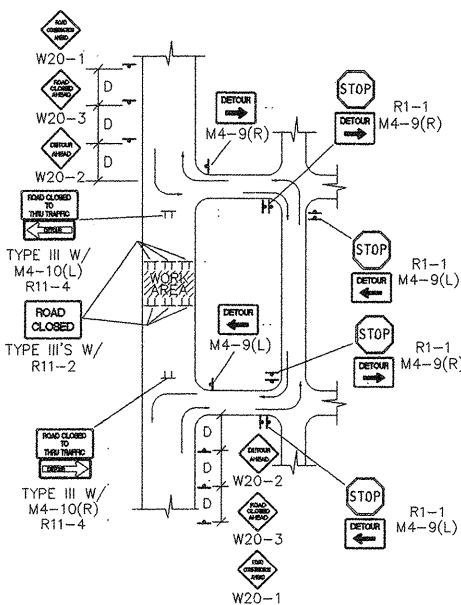 ROAD
CONSTRUCTION
AHEAD
W20-1
ROAD
CLOSED
AHEAD
W20-3
DETOUR
AHEAD
W20-2
D
D
D
ROAD CLOSED
TO
THRU TRAFFIC
DETOUR
TYPE III W/
M4-10(L)
R11-4
ROAD
CLOSED
TYPE III'S W/
R11-2
ROAD CLOSED
TO
THRU TRAFFIC
DETOUR
TYPE III W/
M4-10(R)
R11-4
DETOUR
M4-9(R)
STOP
DETOUR
R1-1
M4-9(R)
STOP
DETOUR
R1-1
M4-9(L)
WORK
AREA
DETOUR
M4-9(L)
STOP
DETOUR
R1-1
M4-9(R)
D
D
D
DETOUR
AHEAD
W20-2
ROAD
CLOSED
AHEAD
W20-3
ROAD
CONSTRUCTION
AHEAD
W20-1
STOP
DETOUR
R1-1
M4-9(L)